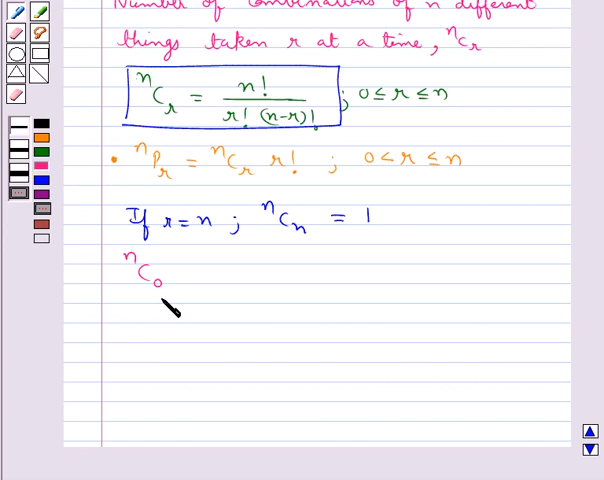 Number of combinations of n different
things taken r at a time, ⁿCᵣ
ⁿCᵣ = n! / r! (n-r)! ; 0 ≤ r ≤ n
• ⁿPᵣ = ⁿCᵣ r! ; 0 < r ≤ n
If r = n ; ⁿCₙ = 1
ⁿC₀